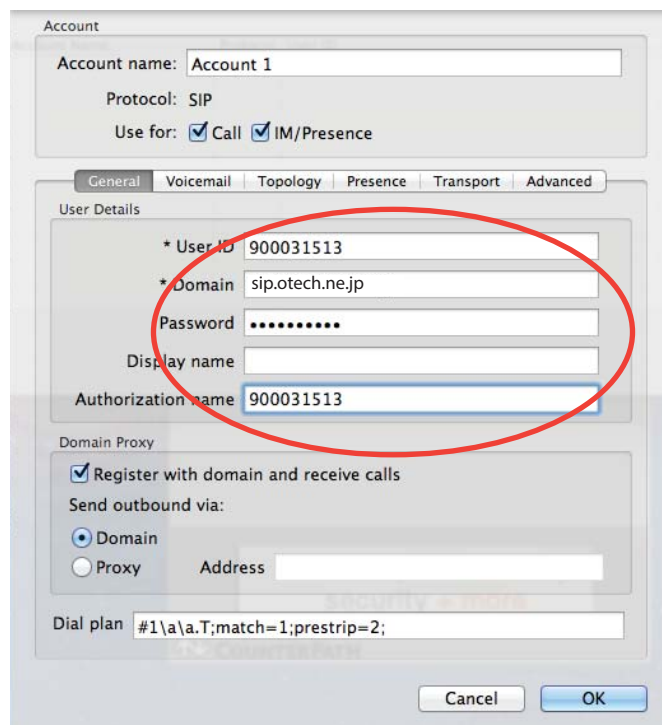 Account
Account name: Account 1
Protocol: SIP
Use for: Call IM/Presence
General Voicemail Topology Presence Transport Advanced
User Details
* User ID 900031513
* Domain sip.otech.ne.jp
Password ••••••••••
Display name
Authorization name 900031513
Domain Proxy
Register with domain and receive calls
Send outbound via:
Domain
Proxy Address
security + more
Dial plan #1\a\a.T;match=1;prestrip=2;
COUNTERPATH
Cancel OK